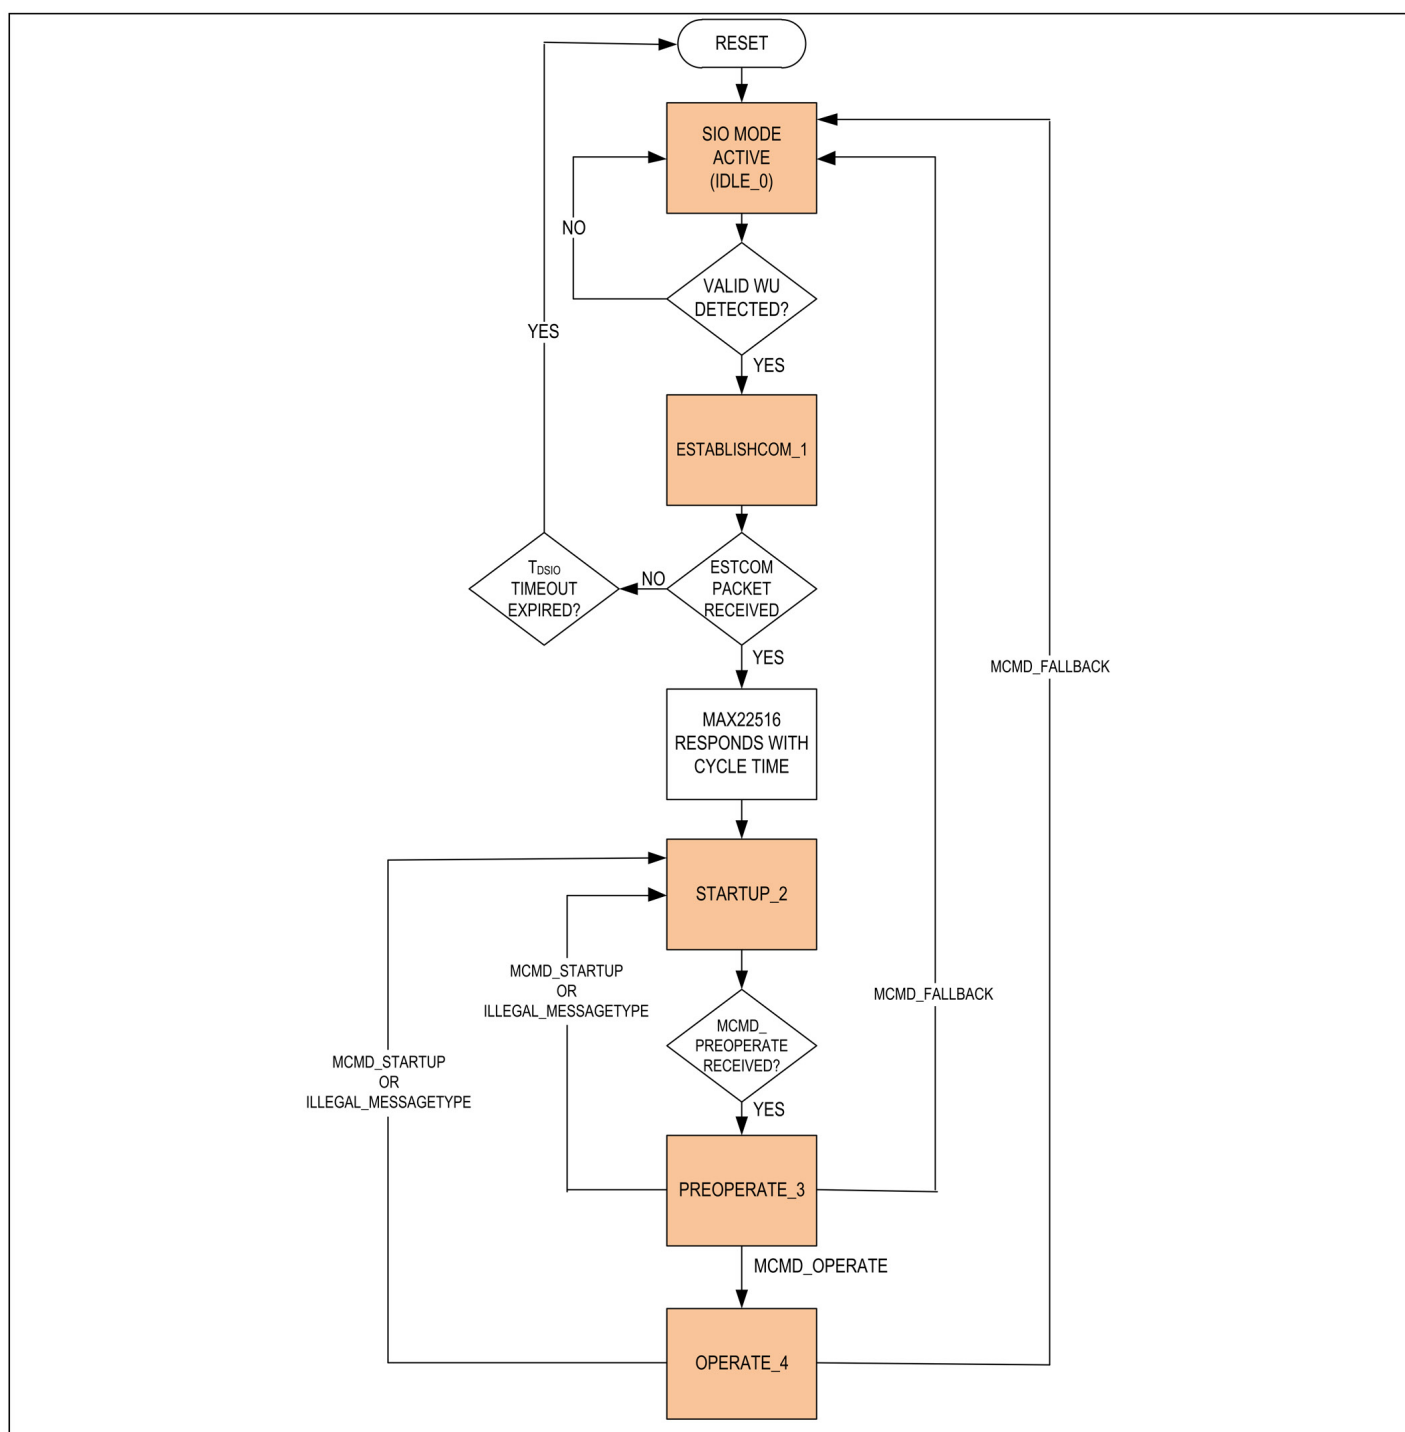 RESET
SIO MODE
ACTIVE
(IDLE_0)
NO
VALID WU
DETECTED?
YES
YES
ESTABLISHCOM_1
TDSIO
TIMEOUT
EXPIRED?
NO
ESTCOM
PACKET
RECEIVED
YES
MCMD_FALLBACK
MAX22516
RESPONDS WITH
CYCLE TIME
STARTUP_2
MCMD_STARTUP
OR
ILLEGAL_MESSAGETYPE
MCMD_FALLBACK
MCMD_
PREOPERATE
RECEIVED?
MCMD_STARTUP
OR
ILLEGAL_MESSAGETYPE
YES
PREOPERATE_3
MCMD_OPERATE
OPERATE_4